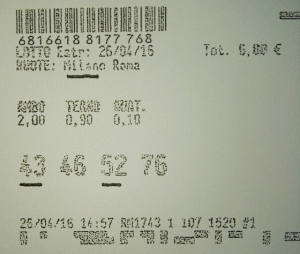 6816618 8177 768
LOTTO Estr: 26/04/16 Tot. 6,00 €
RUOTE: Milano Roma
AMBO TERNO QUAT.
2,00 0,90 0,10
43 46 52 76
26/04/16 14:57 RM1743 1 107 1520 #1